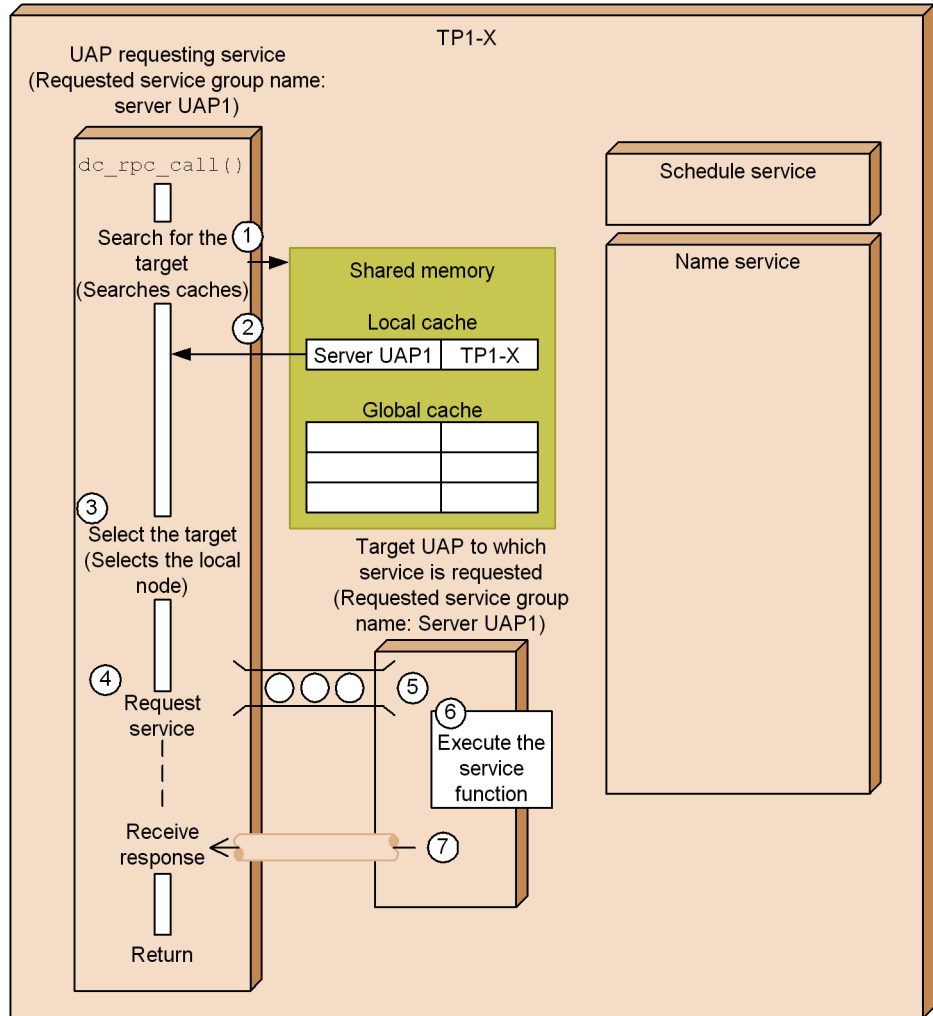 TP1-X
UAP requesting service
(Requested service group name:
server UAP1)
dc_rpc_call()
Schedule service
Name service
1
Search for the
target
(Searches caches)
Shared memory
2
Local cache
Server UAP1 TP1-X
Global cache
3
Select the target
(Selects the local
node)
Target UAP to which
service is requested
(Requested service group
name: Server UAP1)
4
Request
service
5
6
Execute the
service
function
Receive
response
7
Return